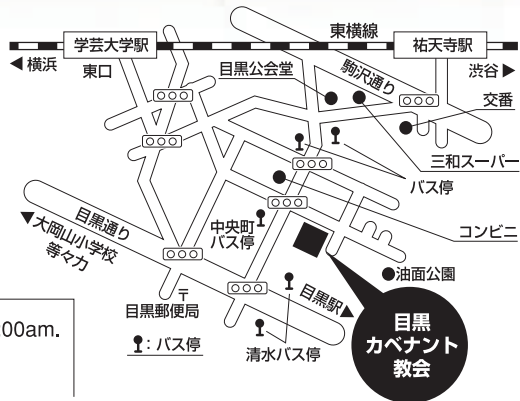 学芸大学駅
東横線
祐天寺駅
◀横浜
東口
渋谷▶
目黒公会堂
駒沢通り
交番
三和スーパー
バス停
目黒通り
▼大岡山小学校
等々力
中央町
バス停
コンビニ
目黒駅▶
油面公園
〒
目黒郵便局
:バス停
清水バス停
目黒
カベナント
教会
:00am.